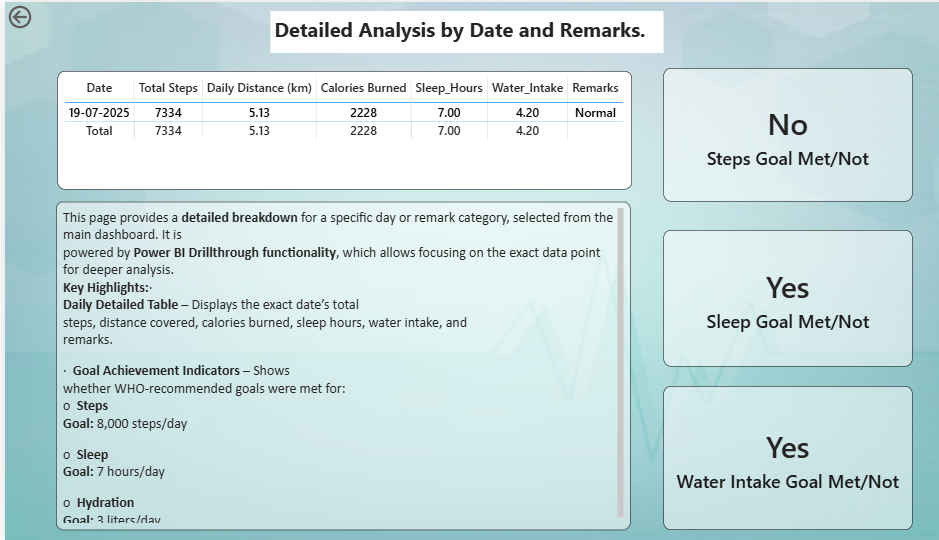 Detailed Analysis by Date and Remarks.
Date Total Steps Daily Distance (km) Calories Burned Sleep_Hours Water_Intake Remarks
19-07-2025 7334 5.13 2228 7.00 4.20 Normal
Total 7334 5.13 2228 7.00 4.20
No
Steps Goal Met/Not
This page provides a detailed breakdown for a specific day or remark category, selected from the
main dashboard. It is
powered by Power BI Drillthrough functionality, which allows focusing on the exact data point
for deeper analysis.
Key Highlights:·
Daily Detailed Table – Displays the exact date’s total
steps, distance covered, calories burned, sleep hours, water intake, and
remarks.
· Goal Achievement Indicators – Shows
whether WHO-recommended goals were met for:
o Steps
Goal: 8,000 steps/day
o Sleep
Goal: 7 hours/day
o Hydration
Goal: 3 liters/day
Yes
Sleep Goal Met/Not
Yes
Water Intake Goal Met/Not